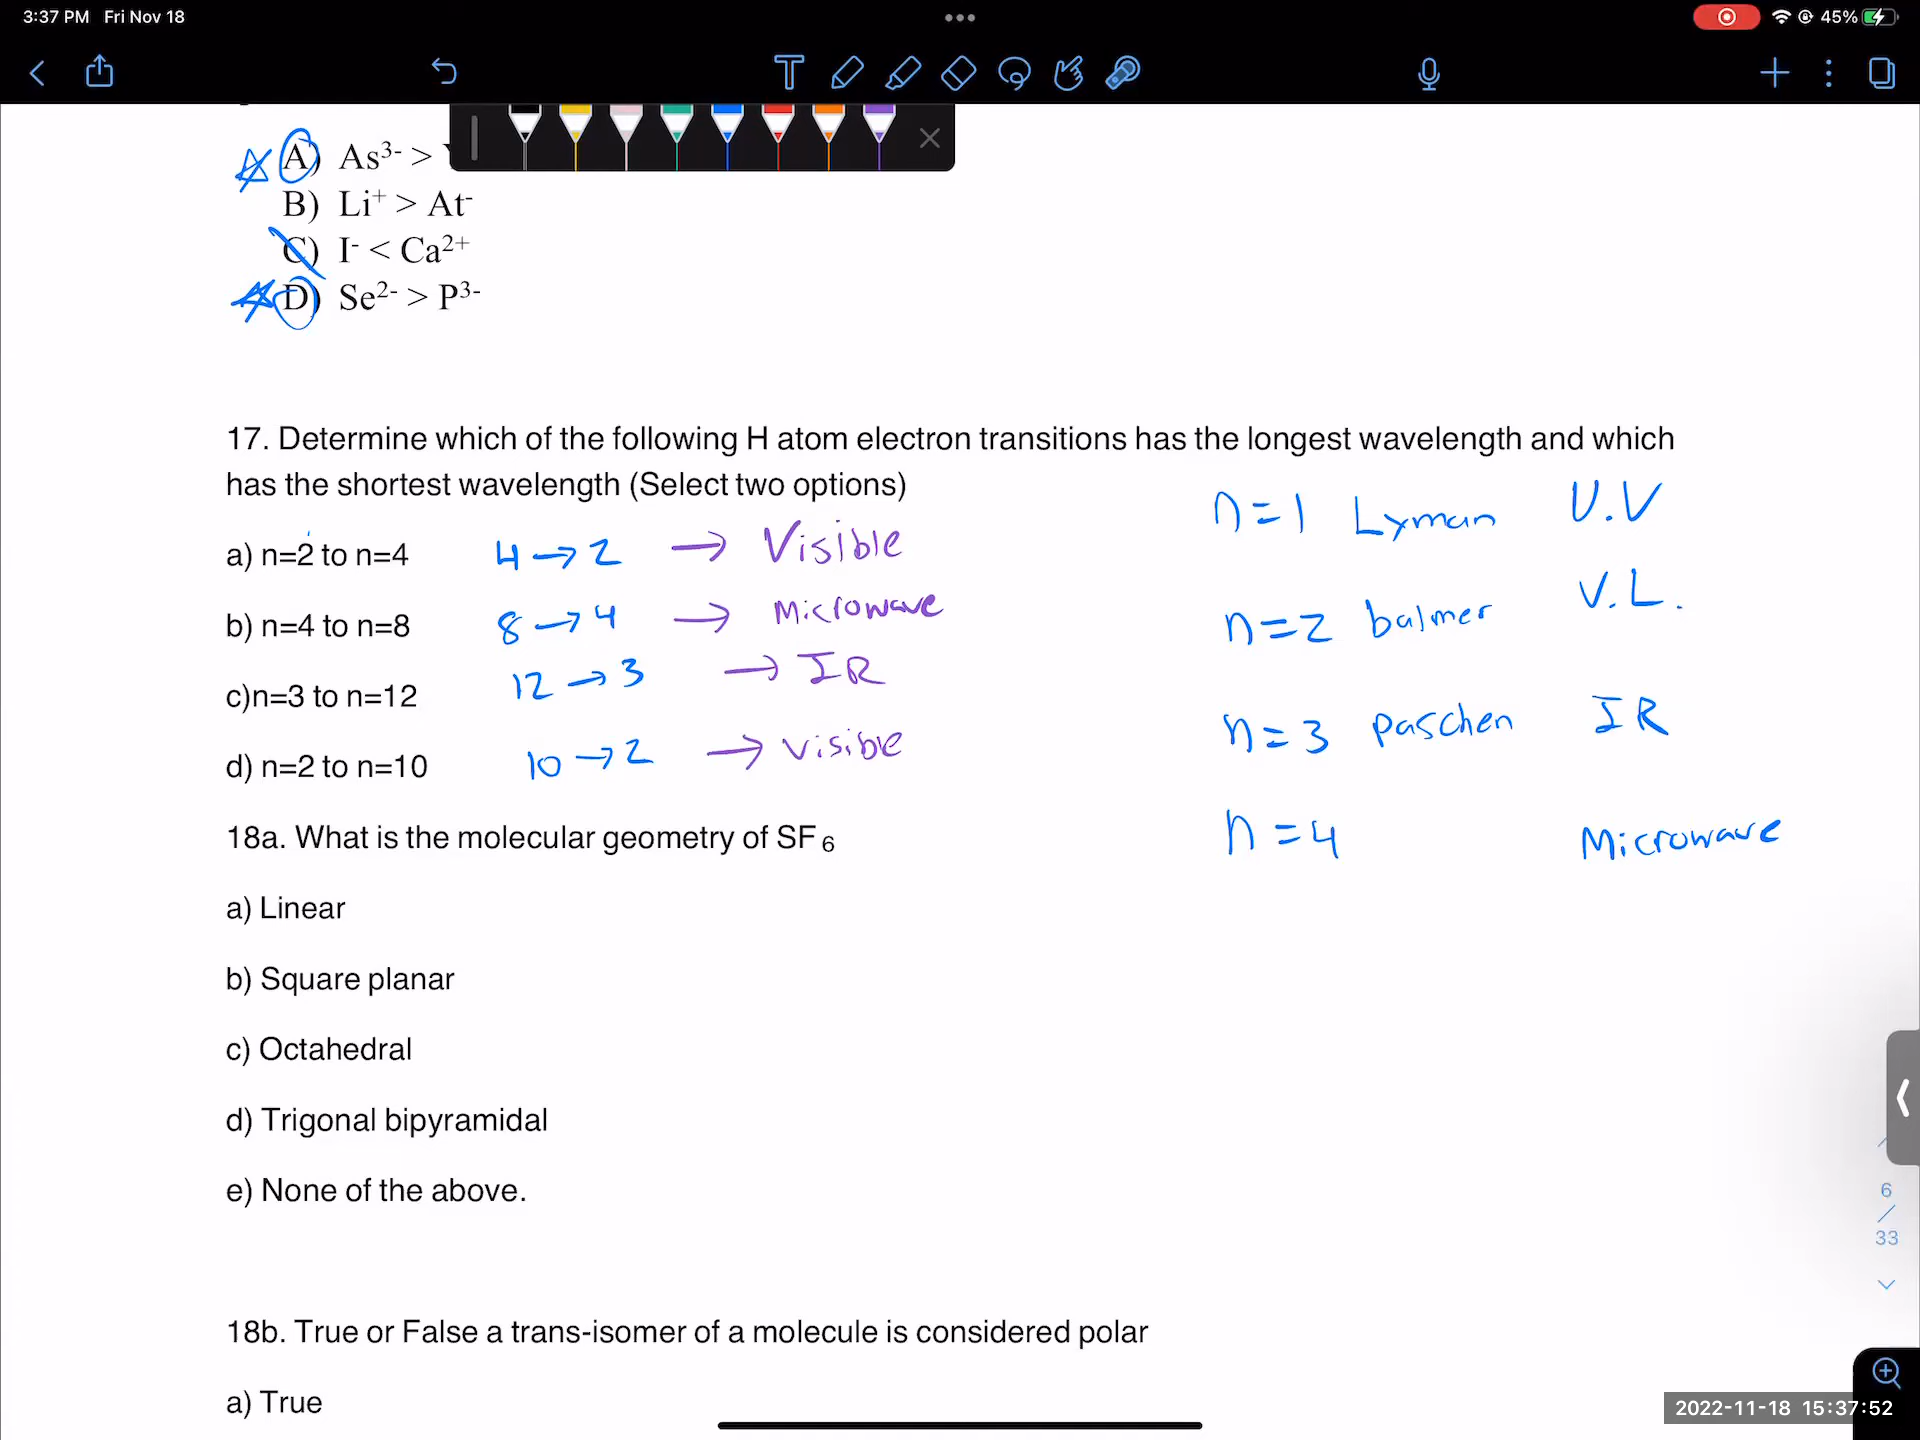 3:37 PM Fri Nov 18
45%
A) As³⁻ >
B) Li⁺ > At⁻
C) I⁻ < Ca²⁺
D) Se²⁻ > P³⁻
17. Determine which of the following H atom electron transitions has the longest wavelength and which
has the shortest wavelength (Select two options)
n=1 Lyman U.V
a) n=2 to n=4 4→2 → Visible
n=2 balmer V.L.
b) n=4 to n=8 8→4 → Microwave
c)n=3 to n=12 12→3 → IR
n=3 paschen IR
d) n=2 to n=10 10→2 → visible
n=4 Microwave
18a. What is the molecular geometry of SF₆
a) Linear
b) Square planar
c) Octahedral
d) Trigonal bipyramidal
e) None of the above.
6
/
33
18b. True or False a trans-isomer of a molecule is considered polar
a) True
2022-11-18 15:37:52